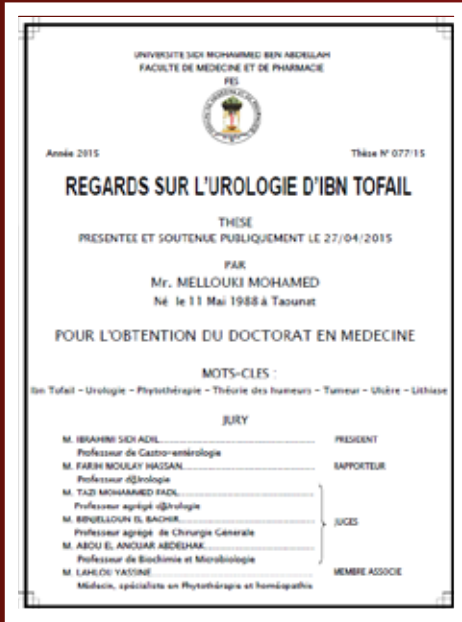 UNIVERSITE SIDI MOHAMMED BEN ABDELLAH
FACULTE DE MEDECINE ET DE PHARMACIE
FES
Année 2015 Thèse N° 077/15
REGARDS SUR L'UROLOGIE D'IBN TOFAIL
THESE
PRESENTEE ET SOUTENUE PUBLIQUEMENT LE 27/04/2015
PAR
Mr. MELLOUKI MOHAMED
Né le 11 Mai 1988 à Taounat
POUR L'OBTENTION DU DOCTORAT EN MEDECINE
MOTS-CLES :
Ibn Tofail – Urologie – Phytothérapie – Théorie des humeurs – Tumeur – Ulcère – Lithiase
JURY
M. IBRAHIMI SIDI ADIL PRESIDENT
Professeur de Gastro-entérologie
M. FARIH MOULAY HASSAN RAPPORTEUR
Professeur d@Irologie
M. TAZI MOHAMMED FADL
Professeur agrégé d@Irologie
M. BENJELLOUN EL BACHIR JUGES
Professeur agrégé de Chirurgie Générale
M. ABOU EL ANOUAR ABDELHAK
Professeur de Biochimie et Microbiologie
M. LAHLOU YASSINE MEMBRE ASSOCIE
Médecin, spécialiste en Phytothérapie et homéopathie